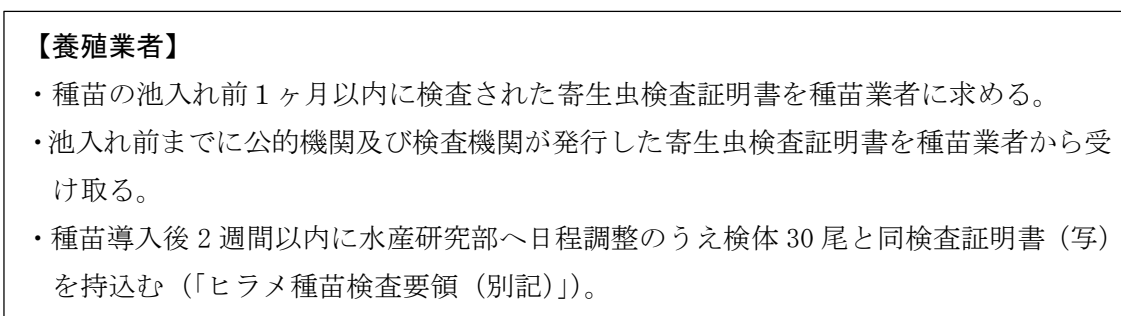 【養殖業者】
・種苗の池入れ前１ヶ月以内に検査された寄生虫検査証明書を種苗業者に求める。
・池入れ前までに公的機関及び検査機関が発行した寄生虫検査証明書を種苗業者から受
け取る。
・種苗導入後 2 週間以内に水産研究部へ日程調整のうえ検体 30 尾と同検査証明書（写）
を持込む（「ヒラメ種苗検査要領（別記）」）。